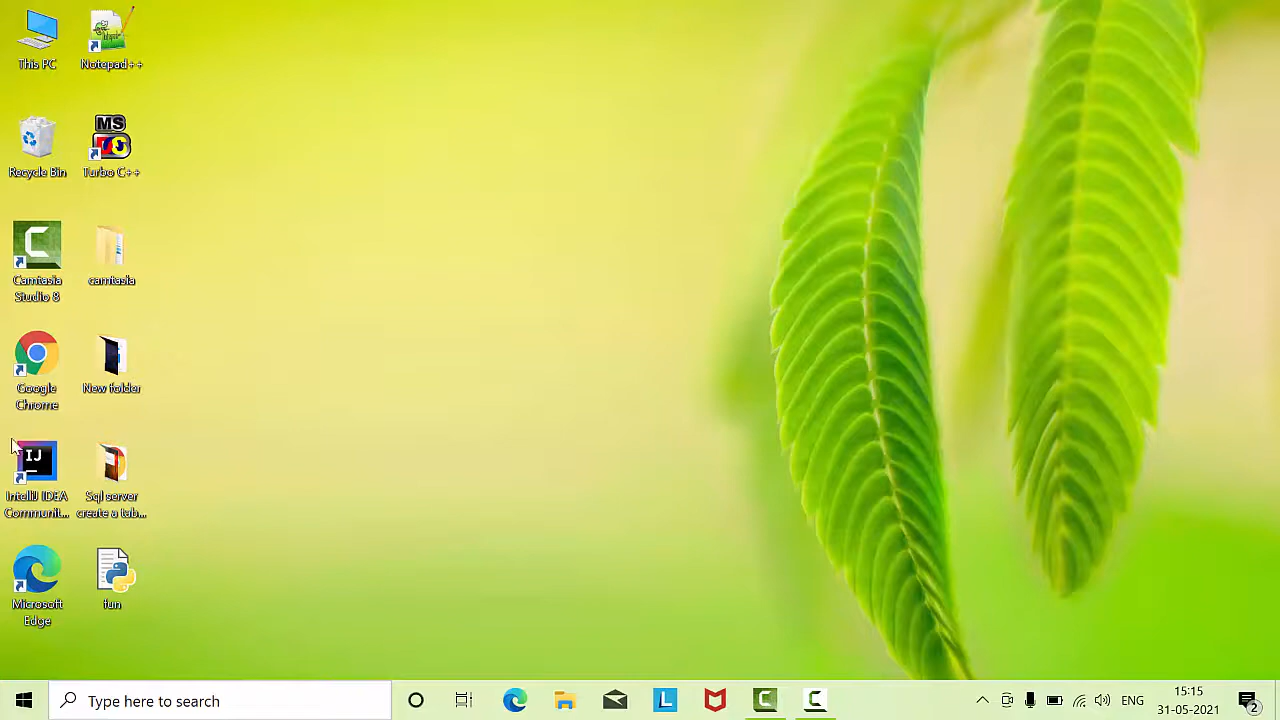 This PC
Notepad++
MS
Recycle Bin
Turbo C++
C
Camtasia
Studio 8
camtasia
Google
Chrome
New folder
IJ
IntelliJ IDEA
Communit...
Sql server
create a tab...
Microsoft
Edge
fun
Type here to search
L
C
C
ENG
15:15
31-05-2021
2